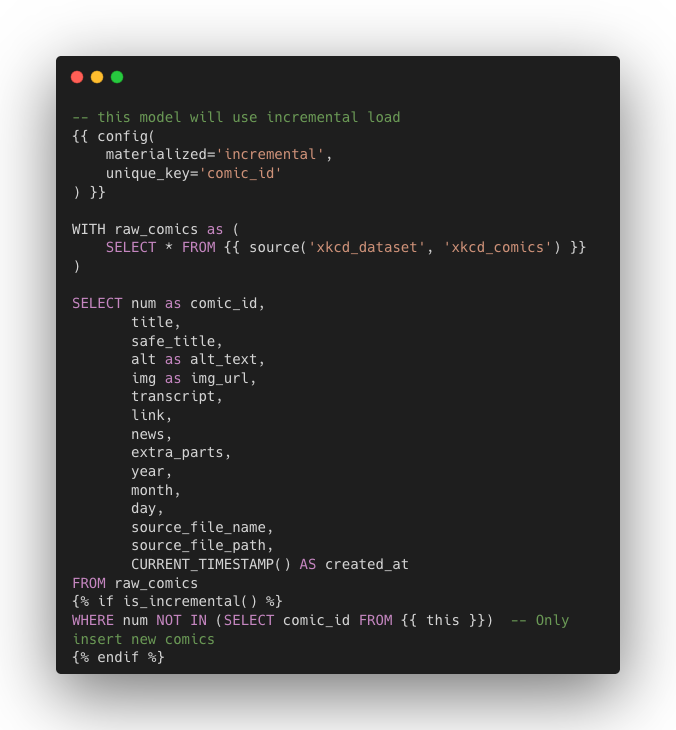 -- this model will use incremental load
{{ config(
    materialized='incremental',
    unique_key='comic_id'
) }}

WITH raw_comics as (
    SELECT * FROM {{ source('xkcd_dataset', 'xkcd_comics') }}
)

SELECT num as comic_id,
       title,
       safe_title,
       alt as alt_text,
       img as img_url,
       transcript,
       link,
       news,
       extra_parts,
       year,
       month,
       day,
       source_file_name,
       source_file_path,
       CURRENT_TIMESTAMP() AS created_at
FROM raw_comics
{% if is_incremental() %}
WHERE num NOT IN (SELECT comic_id FROM {{ this }})  -- Only
insert new comics
{% endif %}